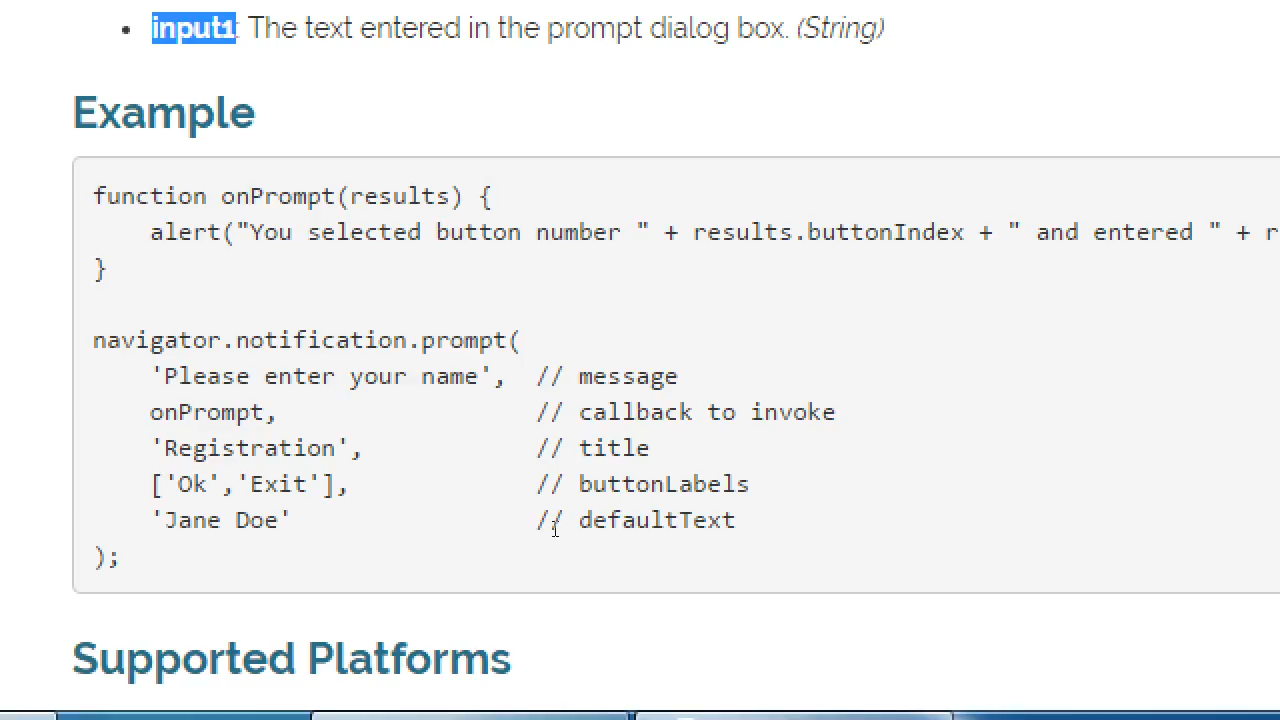 • input1: The text entered in the prompt dialog box. (String)
Example
function onPrompt(results) {
    alert("You selected button number " + results.buttonIndex + " and entered " + r
}
navigator.notification.prompt(
    'Please enter your name',  // message
    onPrompt,                  // callback to invoke
    'Registration',            // title
    ['Ok','Exit'],             // buttonLabels
    'Jane Doe'                 // defaultText
);
Supported Platforms